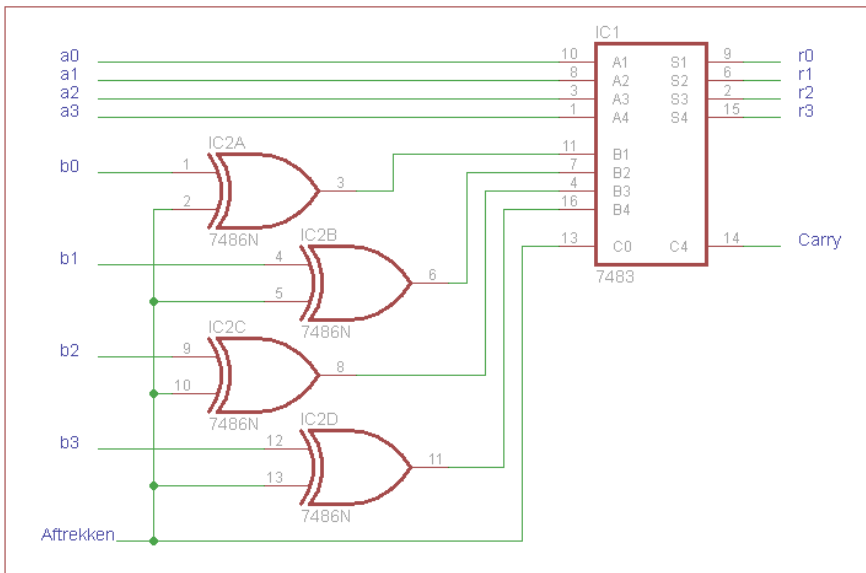 IC1
a0 10 A1 S1 9 r0
a1 8 A2 S2 6 r1
a2 3 A3 S3 2 r2
a3 1 A4 S4 15 r3
IC2A
b0 1 3 11 B1
2 7 B2
4 B3
16 B4
7486N
IC2B
b1 4 6 13 C0 C4 14 Carry
5 7483
7486N
IC2C
b2 9 8
10
7486N
IC2D
b3 12 11
13
7486N
Aftrekken